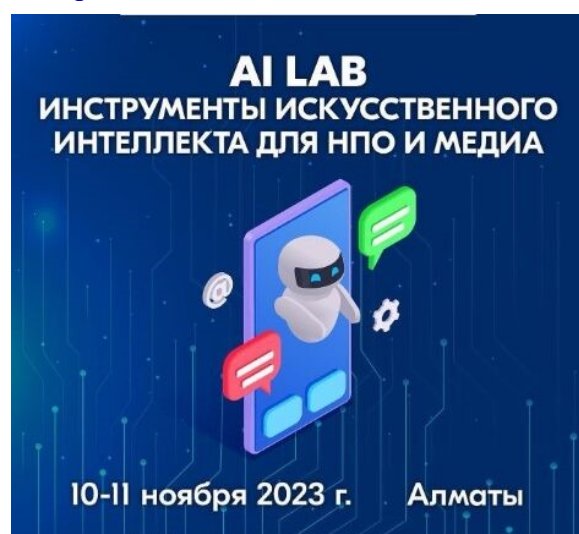 AI LAB
ИНСТРУМЕНТЫ ИСКУССТВЕННОГО
ИНТЕЛЛЕКТА ДЛЯ НПО И МЕДИА
@
10-11 ноября 2023 г. Алматы